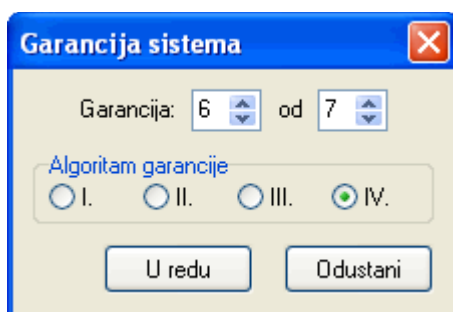 Garancija sistema
Garancija: 6 od 7
Algoritam garancije
I. II. III. IV.
U redu Odustani